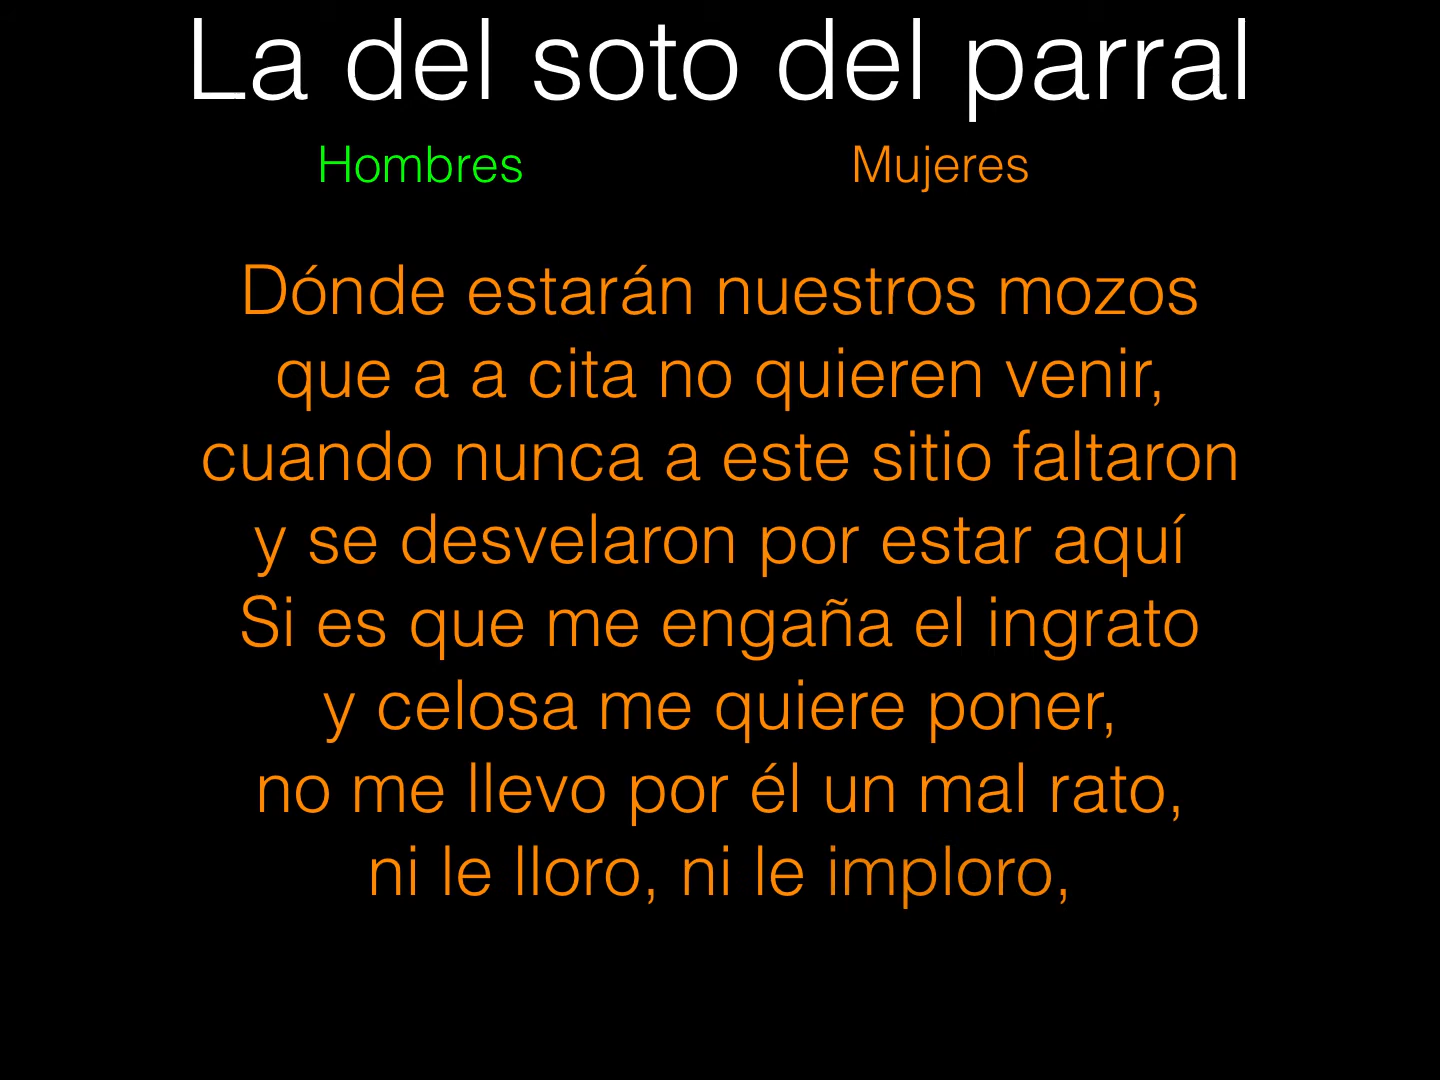 La del soto del parral
Hombres Mujeres
Dónde estarán nuestros mozos
que a a cita no quieren venir,
cuando nunca a este sitio faltaron
y se desvelaron por estar aquí
Si es que me engaña el ingrato
y celosa me quiere poner,
no me llevo por él un mal rato,
ni le lloro, ni le imploro,